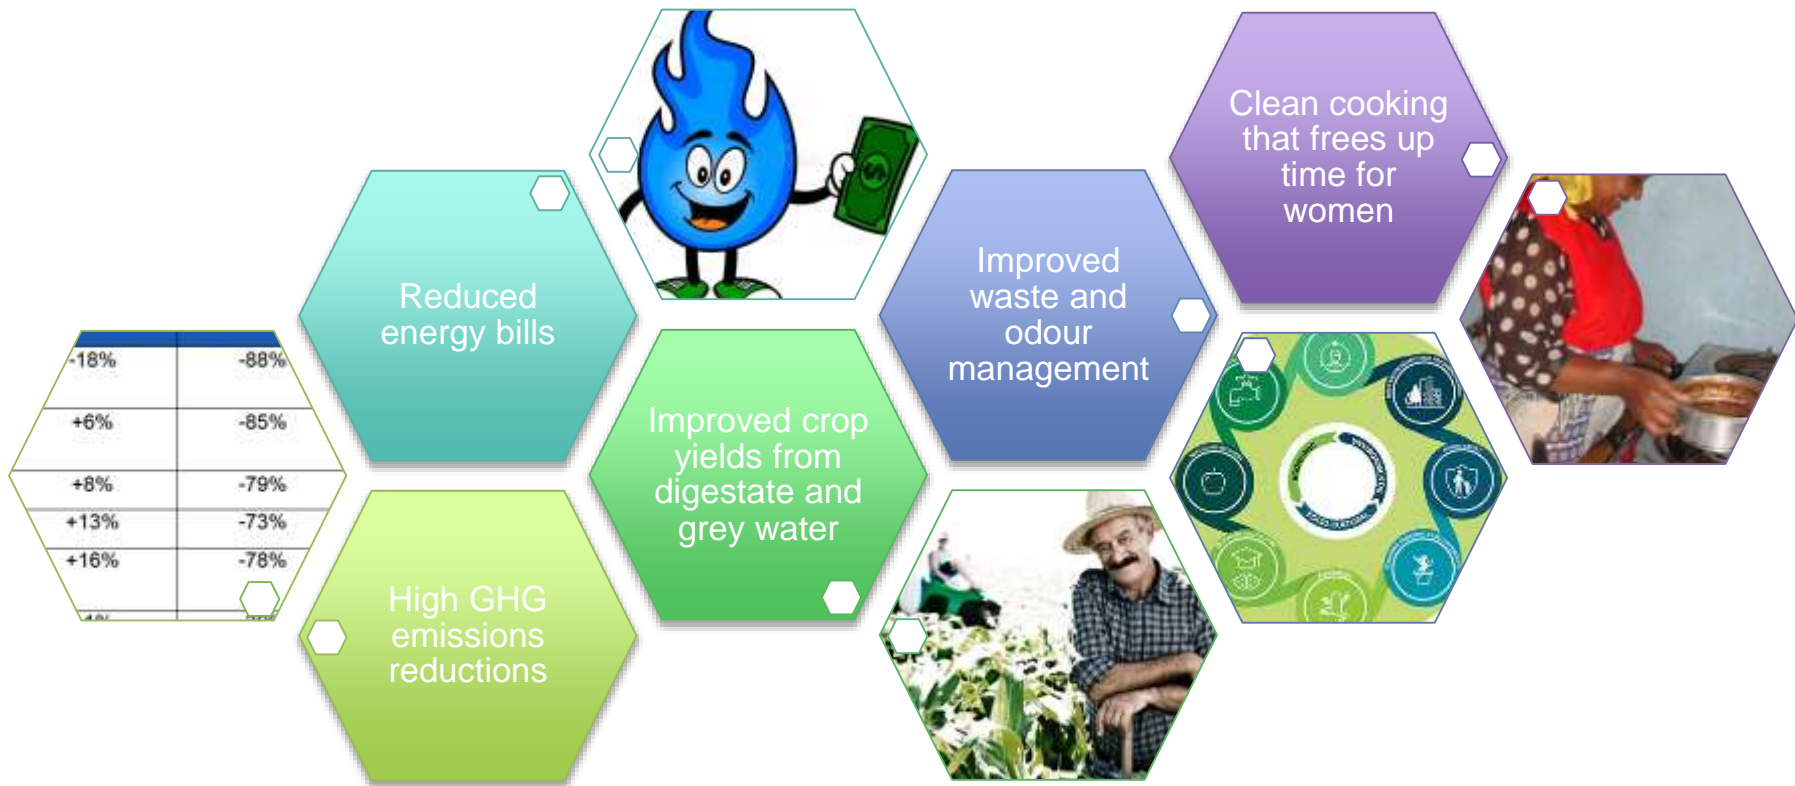 -18% -88%
+6% -85%
+8% -79%
+13% -73%
+16% -78%
Reduced
energy bills
High GHG
emissions
reductions
Improved crop
yields from
digestate and
grey water
Improved
waste and
odour
management
Clean cooking
that frees up
time for
women